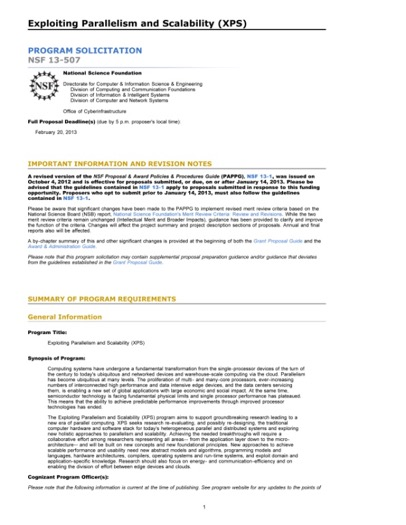 Exploiting Parallelism and Scalability (XPS)
PROGRAM SOLICITATION
NSF 13-507
NSF
National Science Foundation
Directorate for Computer & Information Science & Engineering
Division of Computing and Communication Foundations
Division of Information & Intelligent Systems
Division of Computer and Network Systems
Office of Cyberinfrastructure
Full Proposal Deadline(s) (due by 5 p.m. proposer's local time):
February 20, 2013
IMPORTANT INFORMATION AND REVISION NOTES
A revised version of the NSF Proposal & Award Policies & Procedures Guide (PAPPG), NSF 13-1, was issued on
October 4, 2012 and is effective for proposals submitted, or due, on or after January 14, 2013. Please be
advised that the guidelines contained in NSF 13-1 apply to proposals submitted in response to this funding
opportunity. Proposers who opt to submit prior to January 14, 2013, must also follow the guidelines
contained in NSF 13-1.
Please be aware that significant changes have been made to the PAPPG to implement revised merit review criteria based on the
National Science Board (NSB) report, National Science Foundation's Merit Review Criteria: Review and Revisions. While the two
merit review criteria remain unchanged (Intellectual Merit and Broader Impacts), guidance has been provided to clarify and improve
the function of the criteria. Changes will affect the project summary and project description sections of proposals. Annual and final
reports also will be affected.
A by-chapter summary of this and other significant changes is provided at the beginning of both the Grant Proposal Guide and the
Award & Administration Guide.
Please note that this program solicitation may contain supplemental proposal preparation guidance and/or guidance that deviates
from the guidelines established in the Grant Proposal Guide.
SUMMARY OF PROGRAM REQUIREMENTS
General Information
Program Title:
Exploiting Parallelism and Scalability (XPS)
Synopsis of Program:
Computing systems have undergone a fundamental transformation from the single-processor devices of the turn of
the century to today's ubiquitous and networked devices and warehouse-scale computing via the cloud. Parallelism
has become ubiquitous at many levels. The proliferation of multi- and many-core processors, ever-increasing
numbers of interconnected high performance and data intensive edge devices, and the data centers servicing
them, is enabling a new set of global applications with large economic and social impact. At the same time,
semiconductor technology is facing fundamental physical limits and single processor performance has plateaued.
This means that the ability to achieve predictable performance improvements through improved processor
technologies has ended.
The Exploiting Parallelism and Scalability (XPS) program aims to support groundbreaking research leading to a
new era of parallel computing. XPS seeks research re-evaluating, and possibly re-designing, the traditional
computer hardware and software stack for today's heterogeneous parallel and distributed systems and exploring
new holistic approaches to parallelism and scalability. Achieving the needed breakthroughs will require a
collaborative effort among researchers representing all areas-- from the application layer down to the micro-
architecture-- and will be built on new concepts and new foundational principles. New approaches to achieve
scalable performance and usability need new abstract models and algorithms, programming models and
languages, hardware architectures, compilers, operating systems and run-time systems, and exploit domain and
application-specific knowledge. Research should also focus on energy- and communication-efficiency and on
enabling the division of effort between edge devices and clouds.
Cognizant Program Officer(s):
Please note that the following information is current at the time of publishing. See program website for any updates to the points of
1